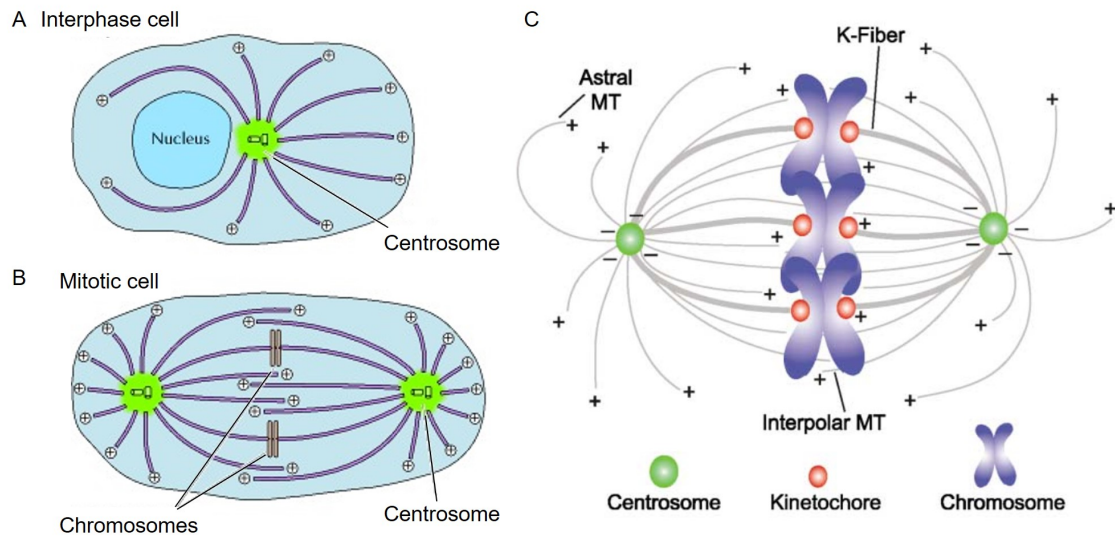 A Interphase cell
Nucleus
Centrosome
B Mitotic cell
Chromosomes
Centrosome
C
K-Fiber
Astral
MT
Interpolar MT
Centrosome
Kinetochore
Chromosome